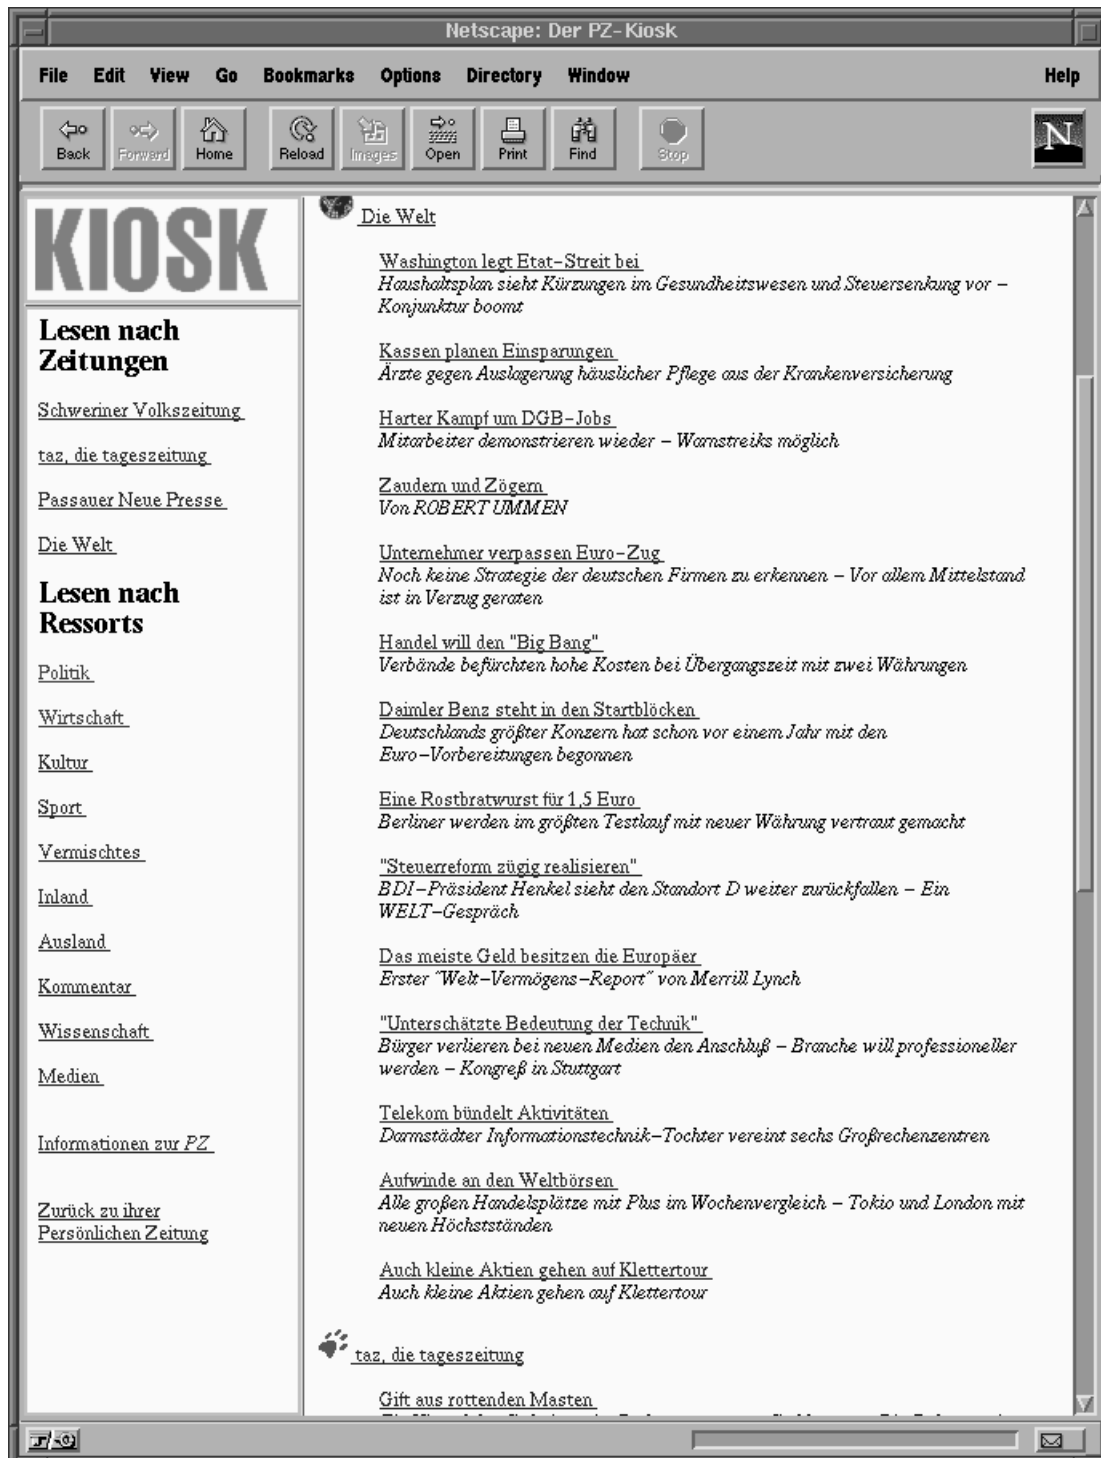 Netscape: Der PZ-Kiosk
File Edit View Go Bookmarks Options Directory Window Help
Back Forward Home Reload Images Open Print Find Stop
N
KIOSK
Lesen nach
Zeitungen
Schweriner Volkszeitung
taz, die tageszeitung
Passauer Neue Presse
Die Welt
Lesen nach
Ressorts
Politik
Wirtschaft
Kultur
Sport
Vermischtes
Inland
Ausland
Kommentar
Wissenschaft
Medien
Informationen zur PZ
Zurück zu ihrer
Persönlichen Zeitung
Die Welt
Washington legt Etat-Streit bei
Haushaltsplan sieht Kürzungen im Gesundheitswesen und Steuersenkung vor -
Konjunktur boomt
Kassen planen Einsparungen
Ärzte gegen Auslagerung häuslicher Pflege aus der Krankenversicherung
Harter Kampf um DGB-Jobs
Mitarbeiter demonstrieren wieder - Warnstreiks möglich
Zaudern und Zögern
Von ROBERT UMMEN
Unternehmer verpassen Euro-Zug
Noch keine Strategie der deutschen Firmen zu erkennen - Vor allem Mittelstand
ist in Verzug geraten
Handel will den "Big Bang"
Verbände befürchten hohe Kosten bei Übergangszeit mit zwei Währungen
Daimler Benz steht in den Startblöcken
Deutschlands größter Konzern hat schon vor einem Jahr mit den
Euro-Vorbereitungen begonnen
Eine Rostbratwurst für 1,5 Euro
Berliner werden im größten Testlauf mit neuer Währung vertraut gemacht
"Steuerreform zügig realisieren"
BDI-Präsident Henkel sieht den Standort D weiter zurückfallen - Ein
WELT-Gespräch
Das meiste Geld besitzen die Europäer
Erster "Welt-Vermögens-Report" von Merrill Lynch
"Unterschätzte Bedeutung der Technik"
Bürger verlieren bei neuen Medien den Anschluß - Branche will professioneller
werden - Kongreß in Stuttgart
Telekom bündelt Aktivitäten
Darmstädter Informationstechnik-Tochter vereint sechs Großrechenzentren
Aufwinde an den Weltbörsen
Alle großen Handelsplätze mit Plus im Wochenvergleich - Tokio und London mit
neuen Höchstständen
Auch kleine Aktien gehen auf Klettertour
Auch kleine Aktien gehen auf Klettertour
taz, die tageszeitung
Gift aus rottenden Masten